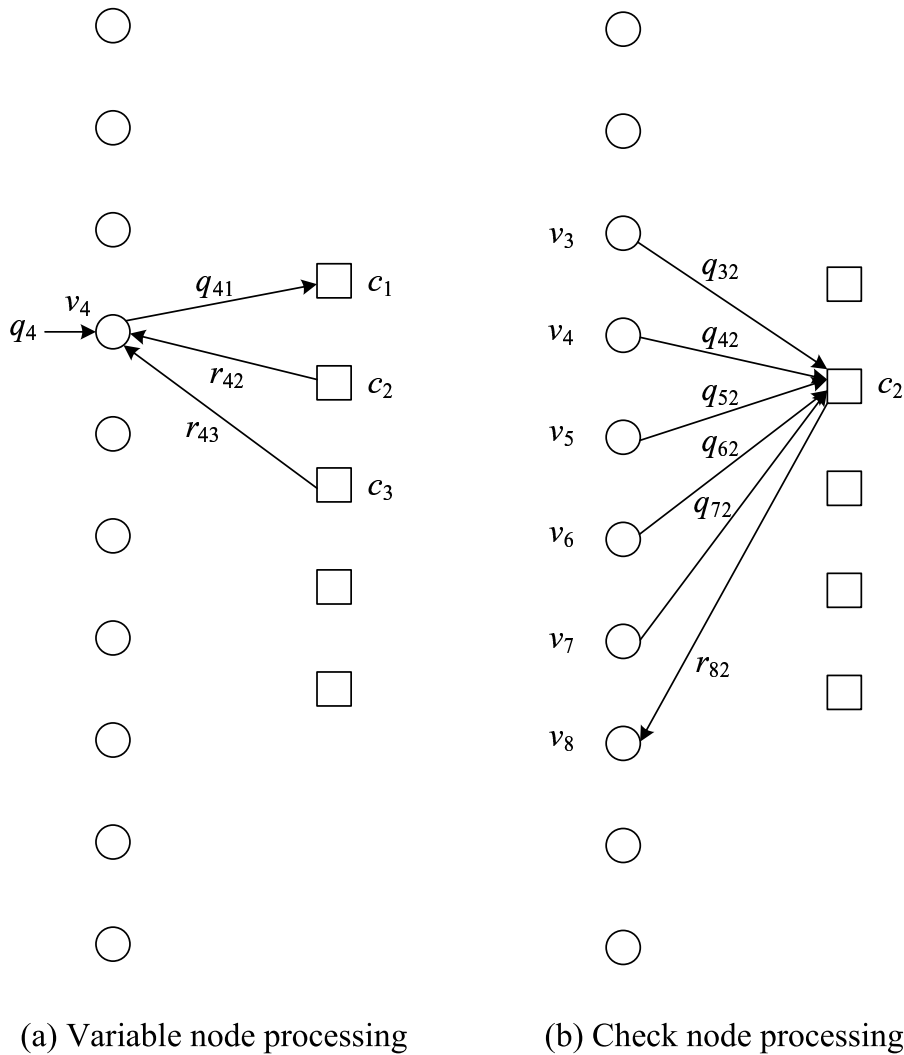 q4
v4
q41
r42
r43
c1
c2
c3
(a) Variable node processing
v3
v4
v5
v6
v7
v8
q32
q42
q52
q62
q72
r82
c2
(b) Check node processing